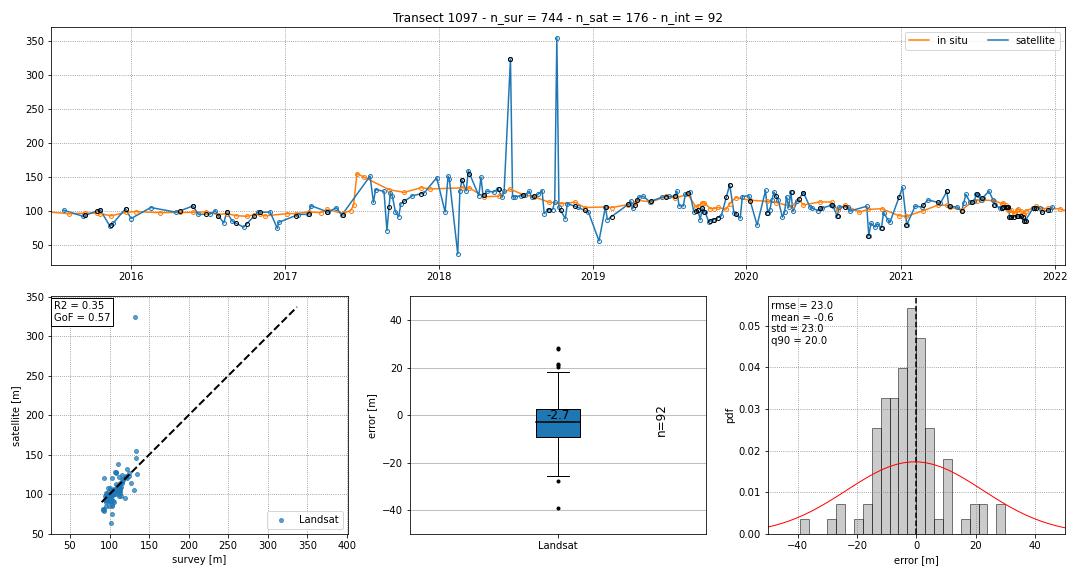 Transect 1097 - n_sur = 744 - n_sat = 176 - n_int = 92
in situ satellite
350
300
250
200
150
100
50
2016 2017 2018 2019 2020 2021 2022
R2 = 0.35
GoF = 0.57
satellite [m]
350
300
250
200
150
100
50
Landsat
50 100 150 200 250 300 350 400
survey [m]
error [m]
40
20
0
−20
−40
-2.7
n=92
Landsat
rmse = 23.0
mean = -0.6
std = 23.0
q90 = 20.0
pdf
0.05
0.04
0.03
0.02
0.01
0.00
−40 −20 0 20 40
error [m]